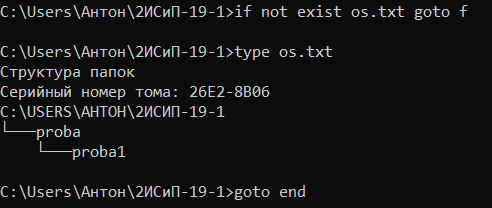 C:\Users\Антон\2ИСиП-19-1>if not exist os.txt goto f
C:\Users\Антон\2ИСиП-19-1>type os.txt
Структура папок
Серийный номер тома: 26E2-8B06
C:\USERS\АНТОН\2ИСИП-19-1
└───proba
    └───proba1
C:\Users\Антон\2ИСиП-19-1>goto end